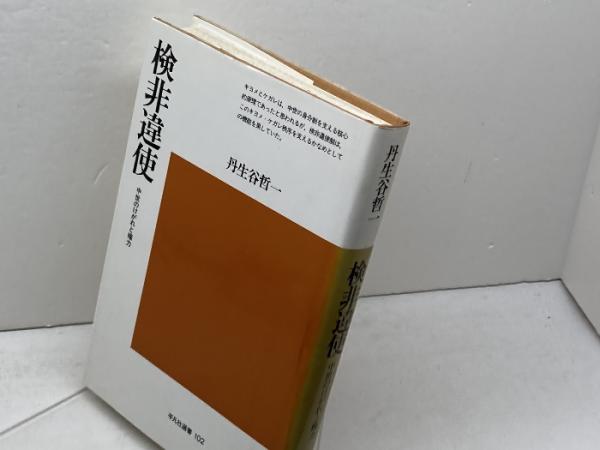 検非違使
中世のけがれと権力
キヨメとケガレは、中世の身分制を支える核心
的原理であったと思われるが、検非違使制は、
このキヨメ・ケガレ秩序を支えるかなめとして
の機能を果していた。
丹生谷哲一
平凡社選書 102
丹生谷哲一
検非違使